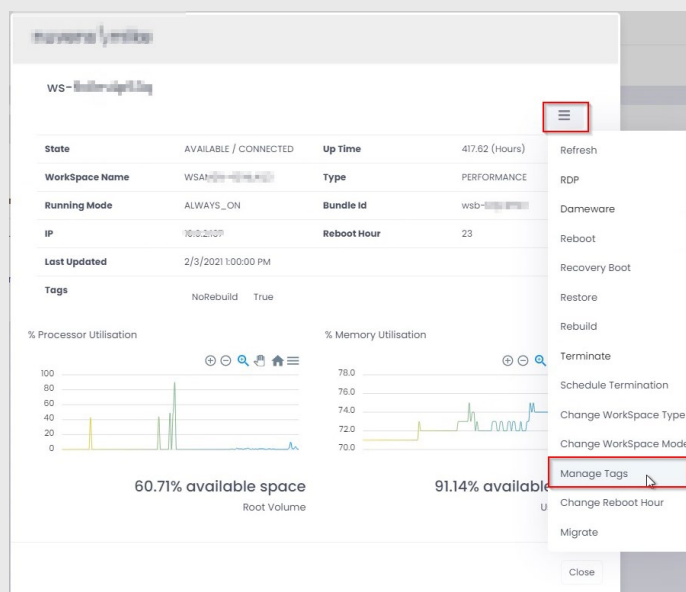 ws-
State AVAILABLE / CONNECTED Up Time 417.62 (Hours)
WorkSpace Name Type PERFORMANCE
Running Mode ALWAYS_ON Bundle Id wsb-
IP Reboot Hour 23
Last Updated 2/3/2021 1:00:00 PM
Tags NoRebuild True
% Processor Utilisation
100
80
60
40
20
0
60.71% available space
Root Volume
% Memory Utilisation
78.0
76.0
74.0
72.0
70.0
91.14% available
U
Refresh
RDP
Dameware
Reboot
Recovery Boot
Restore
Rebuild
Terminate
Schedule Termination
Change WorkSpace Type
Change WorkSpace Mode
Manage Tags
Change Reboot Hour
Migrate
Close